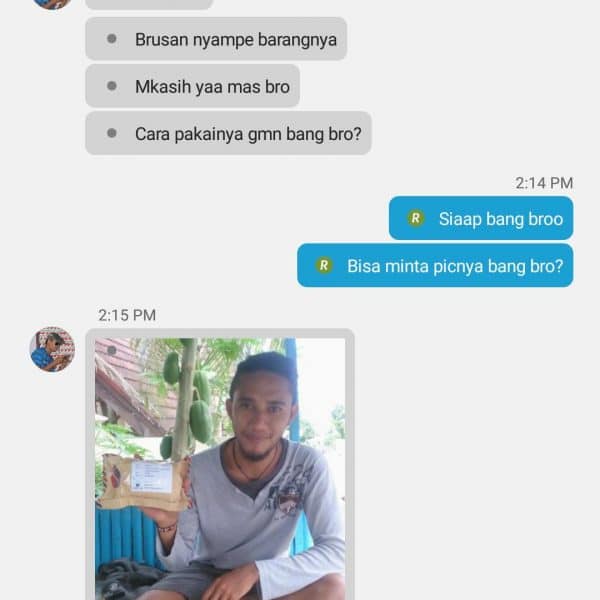 Brusan nyampe barangnya
Mkasih yaa mas bro
Cara pakainya gmn bang bro?
2:14 PM
R Siaap bang broo
R Bisa minta picnya bang bro?
2:15 PM